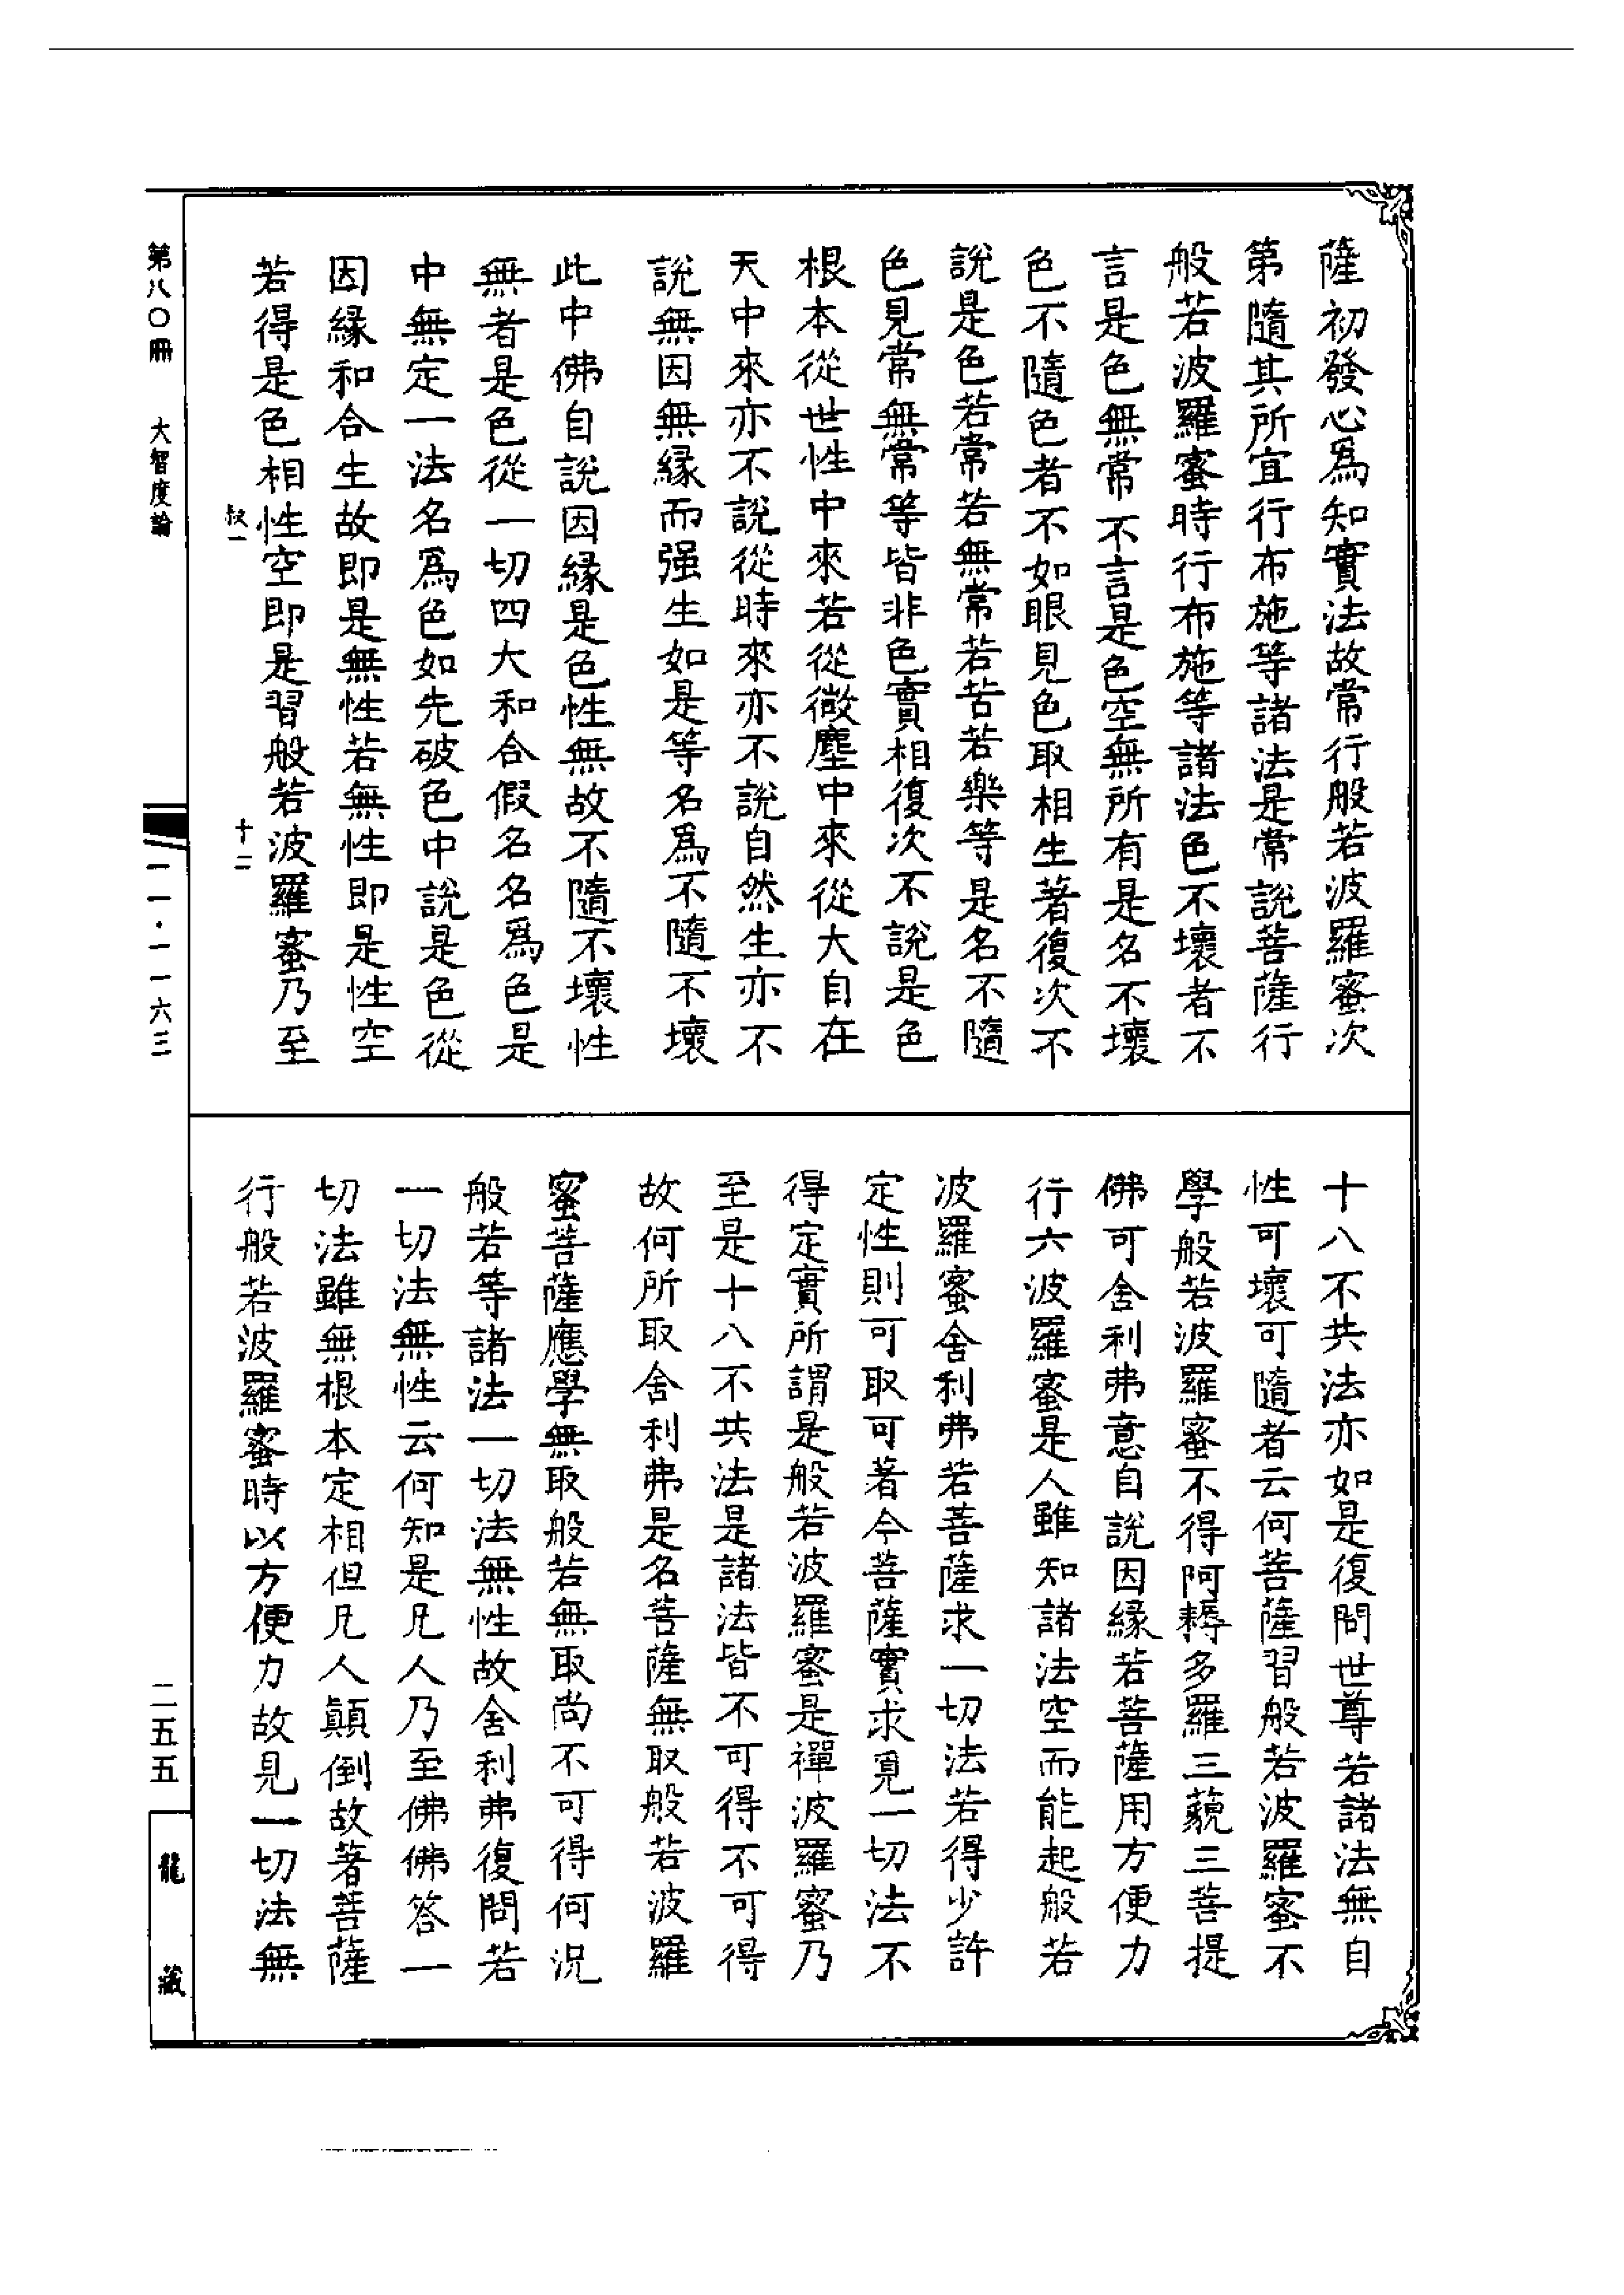 薩初發心爲知實法故常行般若波羅蜜次
第隨其所宜行布施等諸法是常說菩薩行
般若波羅蜜時行布施等諸法色不壞者不
言是色無常不言是色空無所有是名不壞
色不隨色者不如眼見色取相生著復次不
說是色若常若無常若苦若樂等是名不隨
色見常無常等皆非色實相復次不說是色
根本從世性中來若從微塵中來從大自在
天中來亦不說從時來亦不說自然生亦不
說無因無緣而强生如是等名爲不隨不壞
此中佛自說因緣是色性無故不隨不壞性
無者是色從一切四大和合假名名爲色是
中無定一法名爲色如先破色中說是色從
因緣和合生故即是無性若無性即是性空
若得是色相性空即是習般若波羅蜜乃至
十八不共法亦如是復問世尊若諸法無自
性可壞可隨者云何菩薩習般若波羅蜜不
學般若波羅蜜不得阿耨多羅三藐三菩提
佛可舍利弗意自說因緣若菩薩用方便力
行六波羅蜜是人雖知諸法空而能起般若
波羅蜜舍利弗若菩薩求一切法若得少許
定性則可取可著今菩薩實求覓一切法不
得定實所謂是般若波羅蜜是禪波羅蜜乃
至是十八不共法是諸法皆不可得不可得
故何所取舍利弗是名菩薩無取般若波羅
蜜菩薩應學無取般若無取尚不可得何況
般若等諸法一切法無性故舍利弗復問若
一切法無性云何知是凡人乃至佛佛答一
切法雖無根本定相但凡人顛倒故著菩薩
行般若波羅蜜時以方便力故見一切法無
第八〇冊 大智度論
叔一 十二
一一·一一六三
二五五
龍藏